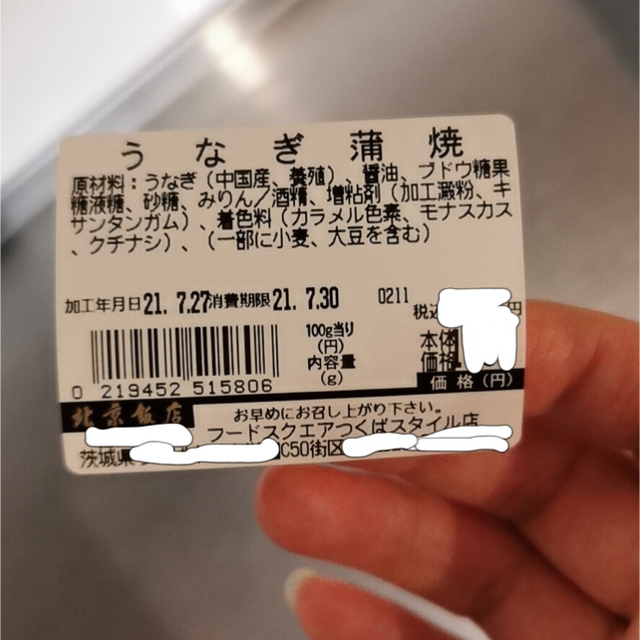 うなぎ蒲焼
原材料：うなぎ（中国産、養殖）、醤油、ブドウ糖果
糖液糖、砂糖、みりん／酒精、増粘剤（加工澱粉、キ
サンタンガム）、着色料（カラメル色素、モナスカス
、クチナシ）、（一部に小麦、大豆を含む）
加工年月日21. 7.27消費期限21. 7.30 0211
税込 円
100g当り
(円)
本体
価格
内容量
(g)
価格(円)
0 219452 515806
北京飯店
お早めにお召し上がり下さい。
フードスクエアつくばスタイル店
茨城県 C50街区